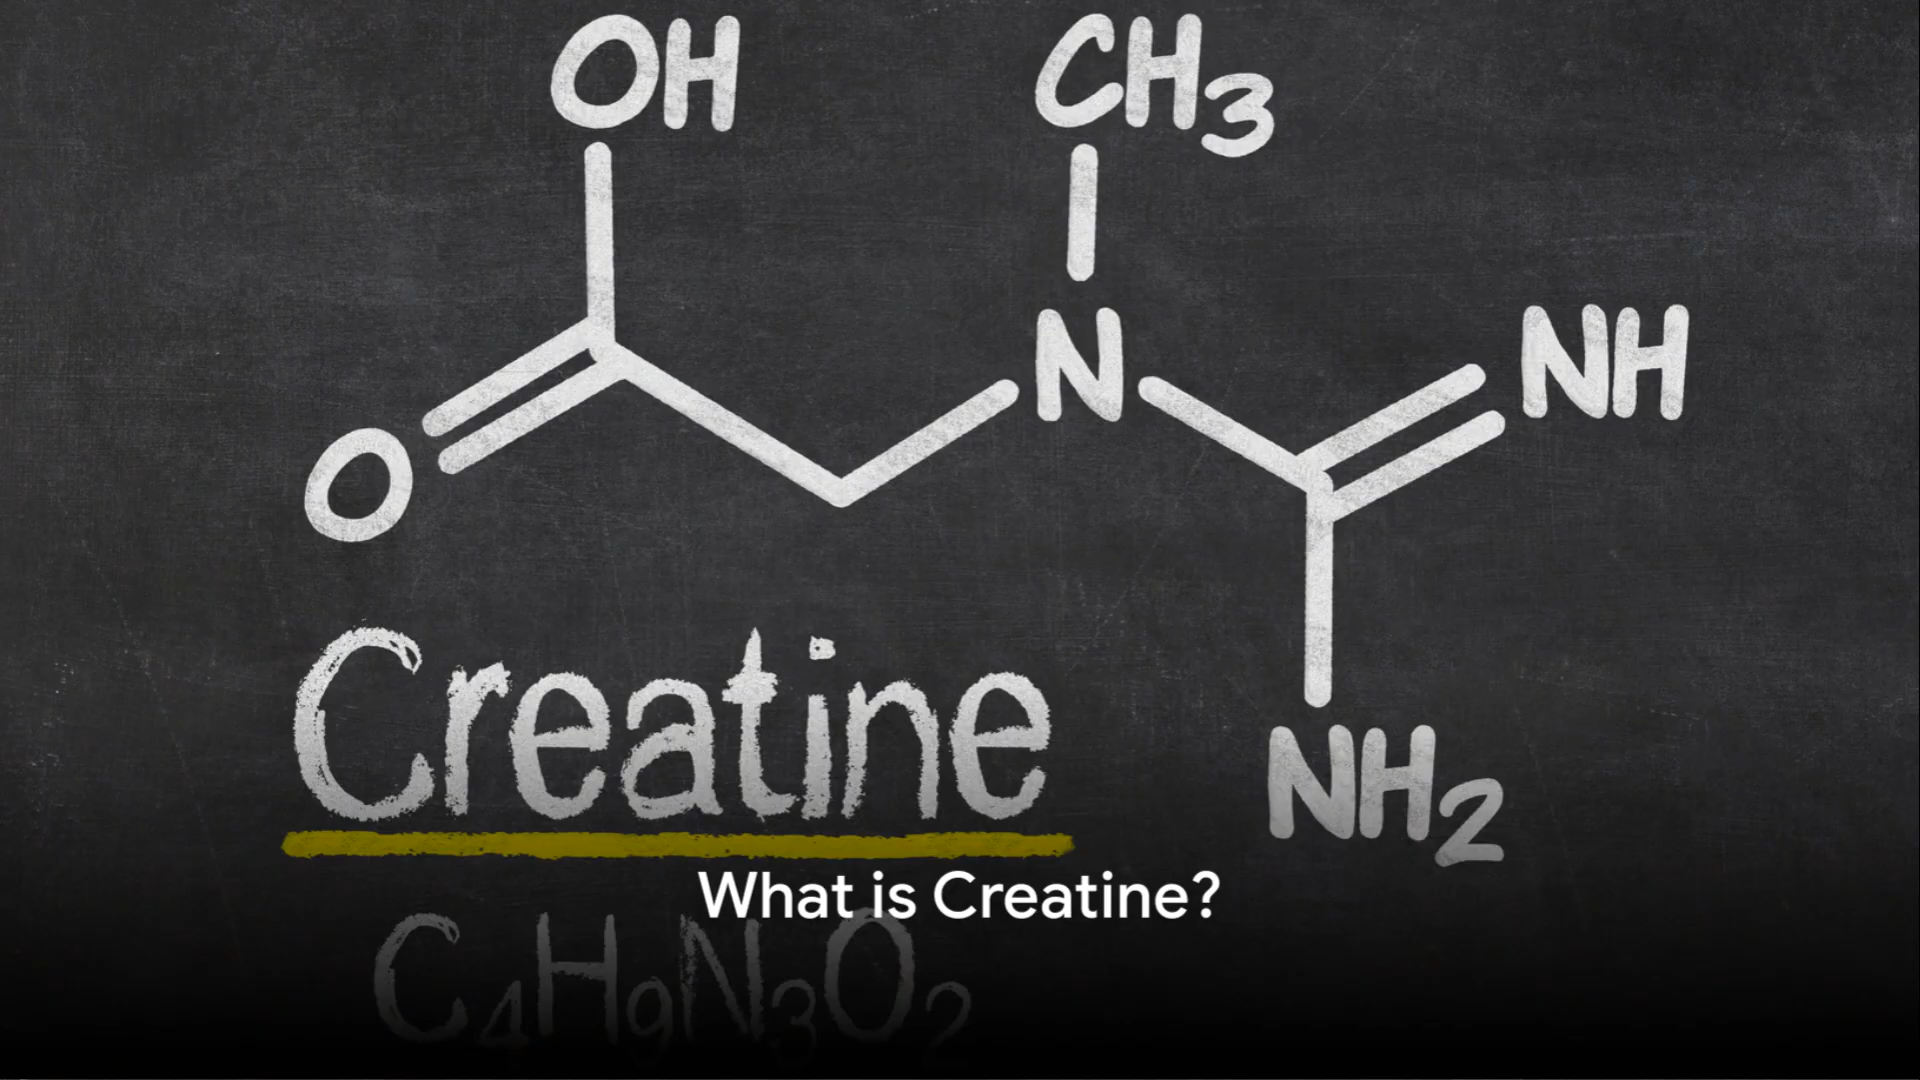 OH
CH3
N
NH
O
Creatine
NH2
What is Creatine?
C4H9N3O2